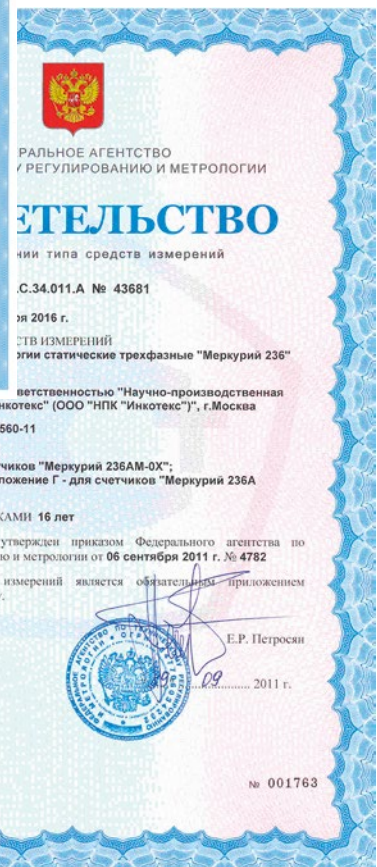 РАЛЬНОЕ АГЕНТСТВО
У РЕГУЛИРОВАНИЮ И МЕТРОЛОГИИ
ЕТЕЛЬСТВО
нии типа средств измерений
.C.34.011.A № 43681
ря 2016 г.
СТВ ИЗМЕРЕНИЙ
ргии статические трехфазные "Меркурий 236"
ветственностью "Научно-производственная
нкотекс" (ООО "НПК "Инкотекс")", г.Москва
560-11
чиков "Меркурий 236АМ-0Х";
ложение Г - для счетчиков "Меркурий 236А
КАМИ 16 лет
утвержден приказом Федерального агентства по
ю и метрологии от 06 сентября 2011 г. № 4782
измерений является обязательным приложением
Е.Р. Петросян
09 2011 г.
№ 001763